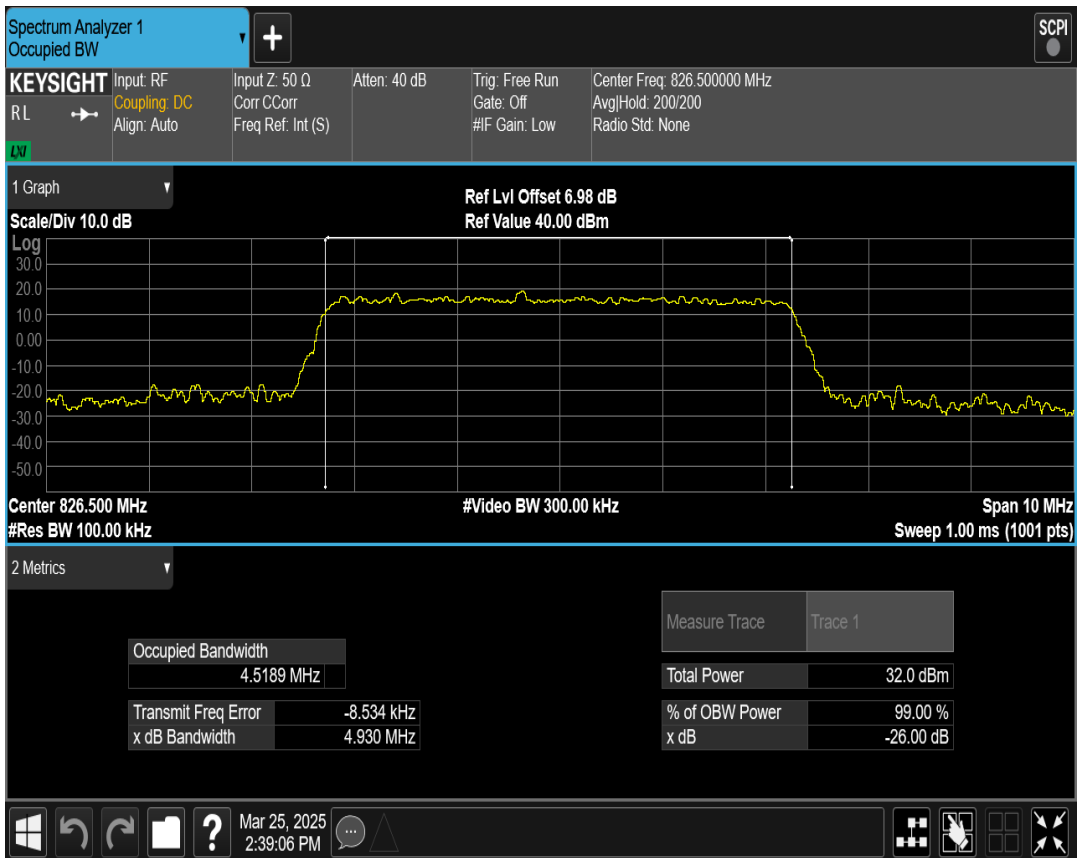 Spectrum Analyzer 1
Occupied BW
+
SCPI
KEYSIGHT
R L
LXI
Input: RF
Coupling: DC
Align: Auto
Input Z: 50 Ω
Corr CCorr
Freq Ref: Int (S)
Atten: 40 dB
Trig: Free Run
Gate: Off
#IF Gain: Low
Center Freq: 826.500000 MHz
Avg|Hold: 200/200
Radio Std: None
1 Graph
Scale/Div 10.0 dB
Ref Lvl Offset 6.98 dB
Ref Value 40.00 dBm
Log
30.0
20.0
10.0
0.00
-10.0
-20.0
-30.0
-40.0
-50.0
Center 826.500 MHz
#Video BW 300.00 kHz
Span 10 MHz
#Res BW 100.00 kHz
Sweep 1.00 ms (1001 pts)
2 Metrics
Measure Trace Trace 1
Occupied Bandwidth
4.5189 MHz
Total Power 32.0 dBm
Transmit Freq Error -8.534 kHz
% of OBW Power 99.00 %
x dB Bandwidth 4.930 MHz
x dB -26.00 dB
?
Mar 25, 2025
2:39:06 PM